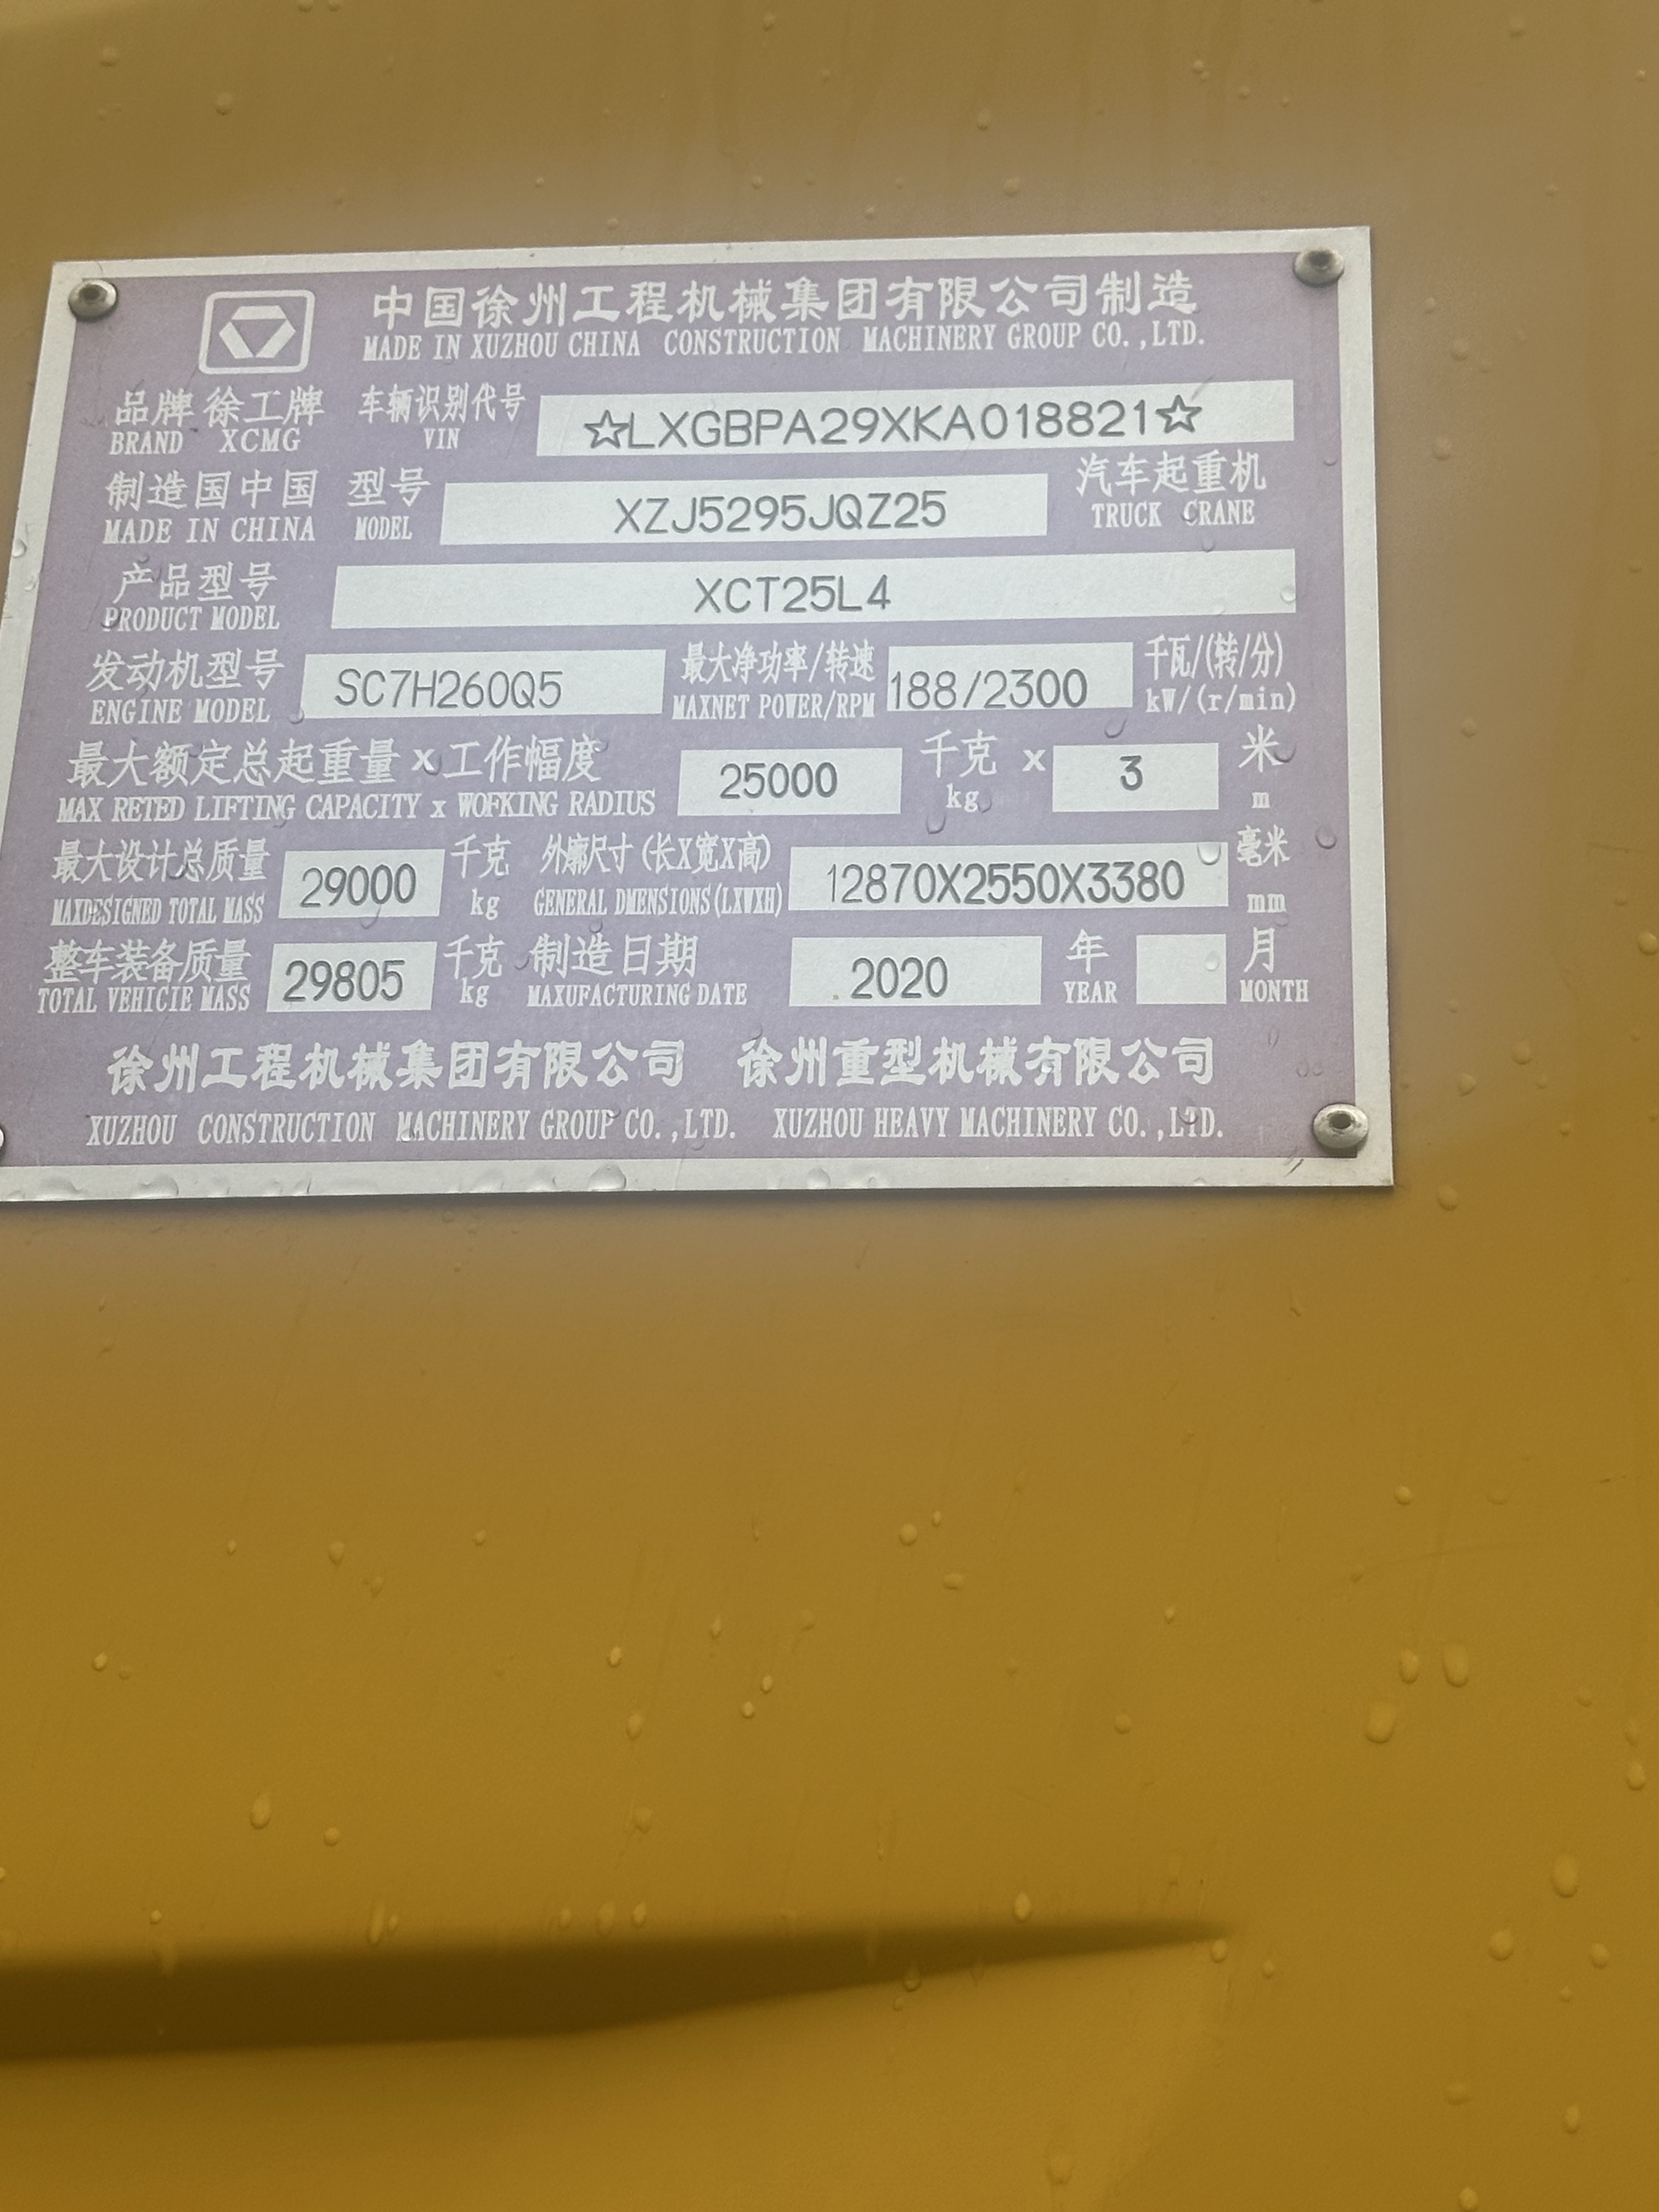 中国徐州工程机械集团有限公司制造
MADE IN XUZHOU CHINA CONSTRUCTION MACHINERY GROUP CO.,LTD.
品牌 徐工牌 车辆识别代号 ☆LXGBPA29XKA018821☆
BRAND XCMG VIN
制造国中国 型号 XZJ5295JQZ25 汽车起重机
MADE IN CHINA MODEL TRUCK CRANE
产品型号 XCT25L4
PRODUCT MODEL
发动机型号 SC7H260Q5 最大净功率/转速 188/2300 千瓦/(转/分)
ENGINE MODEL MAXNET POWER/RPM kW/(r/min)
最大额定总起重量 x 工作幅度 25000 千克 x 3 米
MAX RETED LIFTING CAPACITY x WOFKING RADIUS kg m
最大设计总质量 29000 千克 外廓尺寸(长X宽X高) 12870X2550X3380 毫米
MAXDESIGNED TOTAL MASS kg GENERAL DMENSIONS(LXWXH) mm
整车装备质量 29805 千克 制造日期 2020 年 月
TOTAL VEHICIE MASS kg MAXUFACTURING DATE YEAR MONTH
徐州工程机械集团有限公司 徐州重型机械有限公司
XUZHOU CONSTRUCTION MACHINERY GROUP CO.,LTD. XUZHOU HEAVY MACHINERY CO.,LTD.